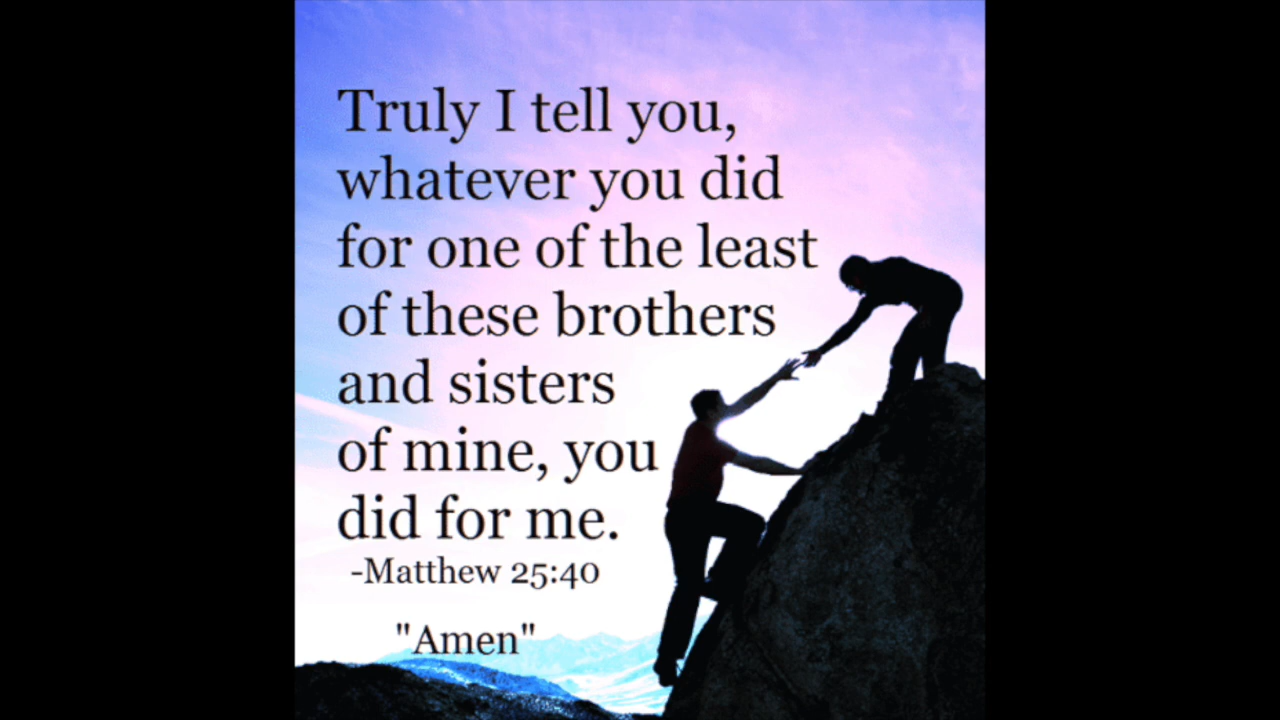 Truly I tell you,
whatever you did
for one of the least
of these brothers
and sisters
of mine, you
did for me.
-Matthew 25:40
"Amen"